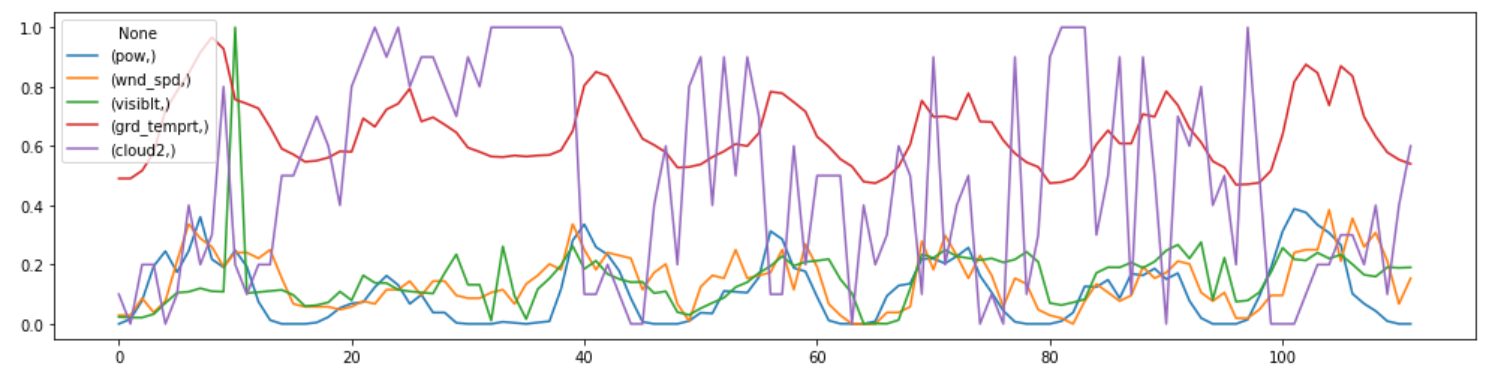 1.0
0.8
0.6
0.4
0.2
0.0
None
(pow,)
(wnd_spd,)
(visiblt,)
(grd_temprt,)
(cloud2,)
0 20 40 60 80 100